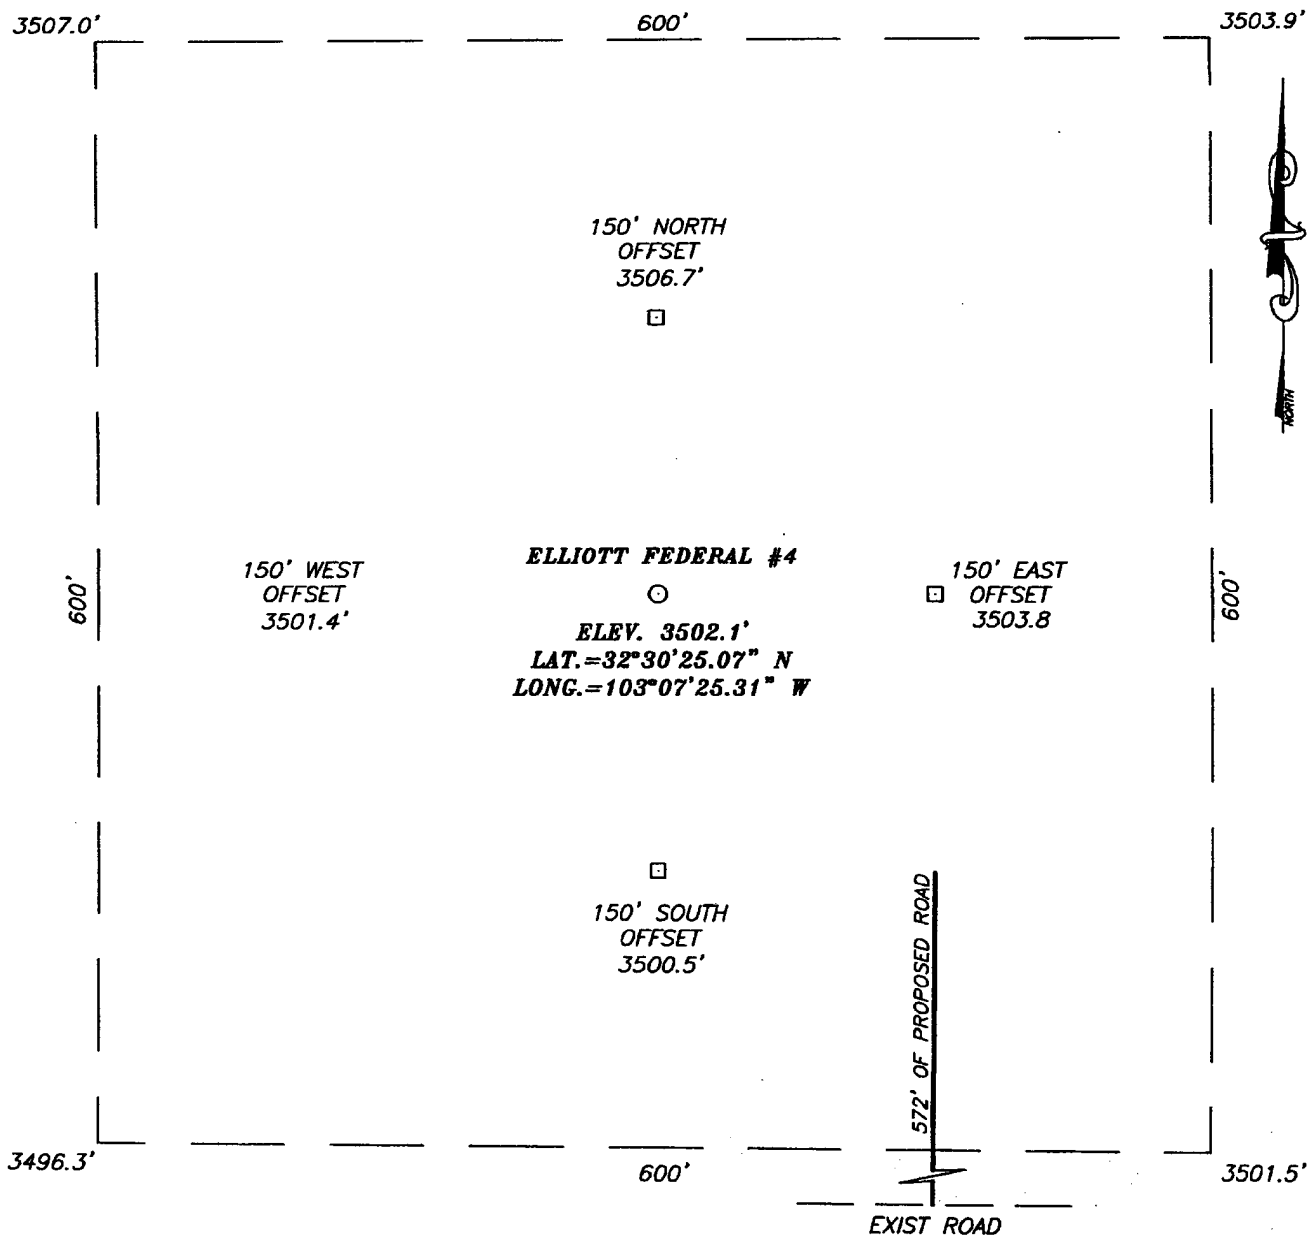 3507.0'
600'
3503.9'
150' NORTH
OFFSET
3506.7'
NORTH
ELLIOTT FEDERAL #4
150' WEST
OFFSET
3501.4'
600'
150' EAST
OFFSET
3503.8
600'
ELEV. 3502.1'
LAT.=32°30'25.07" N
LONG.=103°07'25.31" W
150' SOUTH
OFFSET
3500.5'
572' OF PROPOSED ROAD
3496.3'
600'
3501.5'
EXIST ROAD